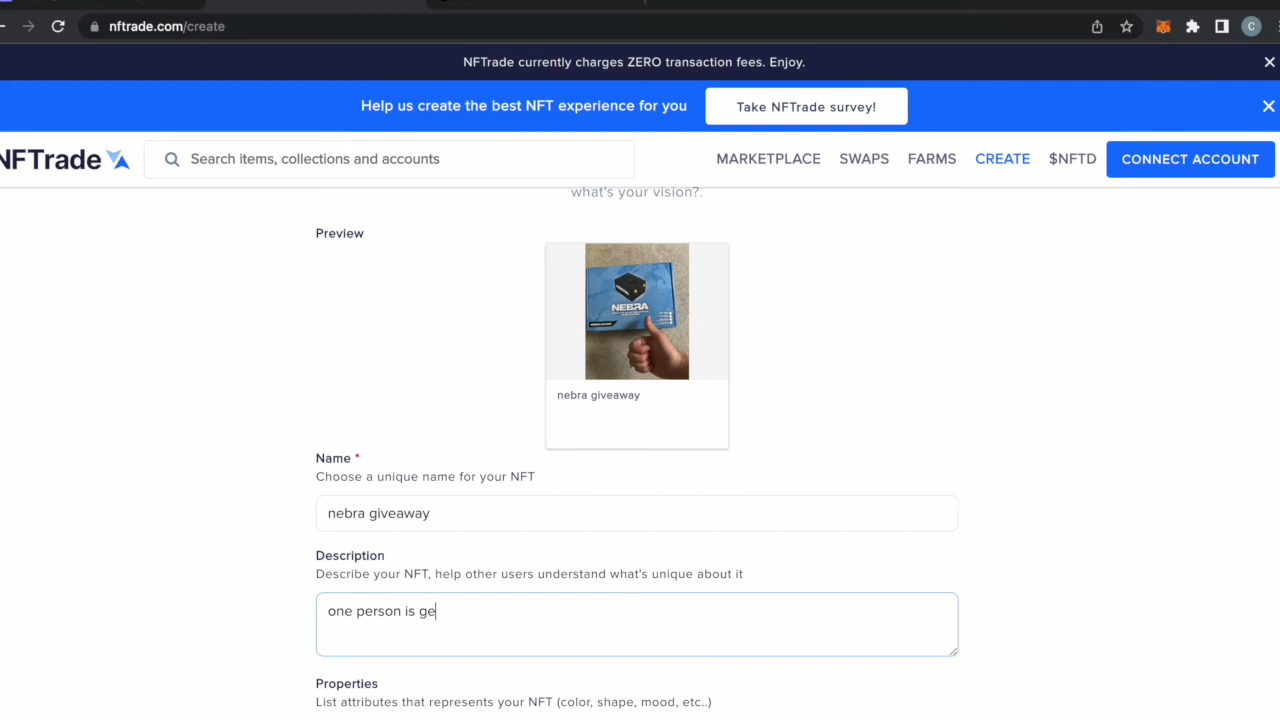 nftrade.com/create
C
NFTrade currently charges ZERO transaction fees. Enjoy.
Help us create the best NFT experience for you
Take NFTrade survey!
NFTrade
Search items, collections and accounts
MARKETPLACE SWAPS FARMS CREATE $NFTD CONNECT ACCOUNT
what's your vision?.
Preview
NEBRA
nebra giveaway
Name *
Choose a unique name for your NFT
nebra giveaway
Description
Describe your NFT, help other users understand what's unique about it
one person is ge
Properties
List attributes that represents your NFT (color, shape, mood, etc..)